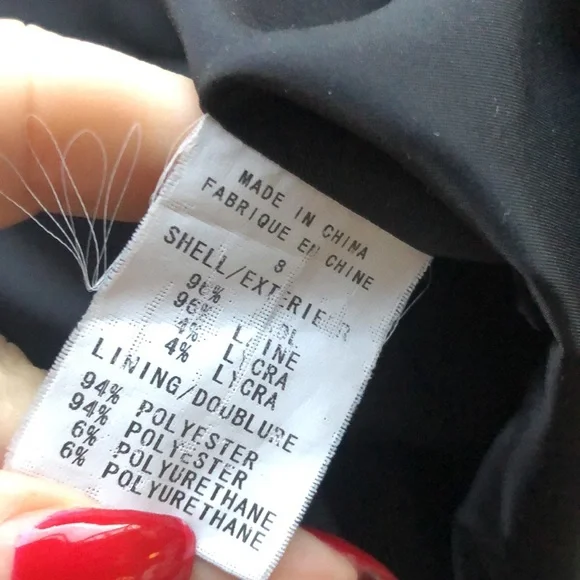 MADE IN CHINA
FABRIQUE EN CHINE
8
SHELL/EXTERIEUR
96%
96% LAINE
4% LYCRA
4% LYCRA
LINING/DOUBLURE
94% POLYESTER
94% POLYESTER
6% POLYURETHANE
6% POLYURETHANE